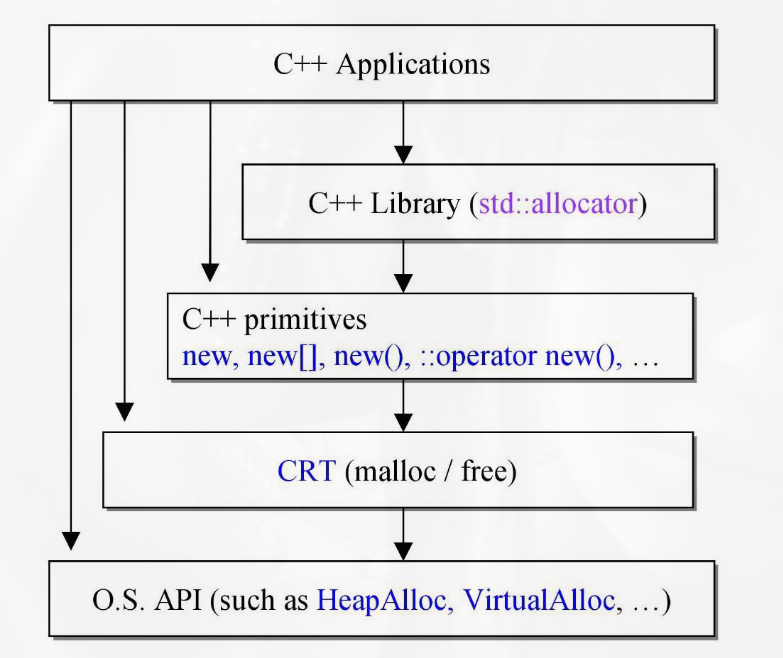 C++ Applications
C++ Library (std::allocator)
C++ primitives
new, new[], new(), ::operator new(), …
CRT (malloc / free)
O.S. API (such as HeapAlloc, VirtualAlloc, …)